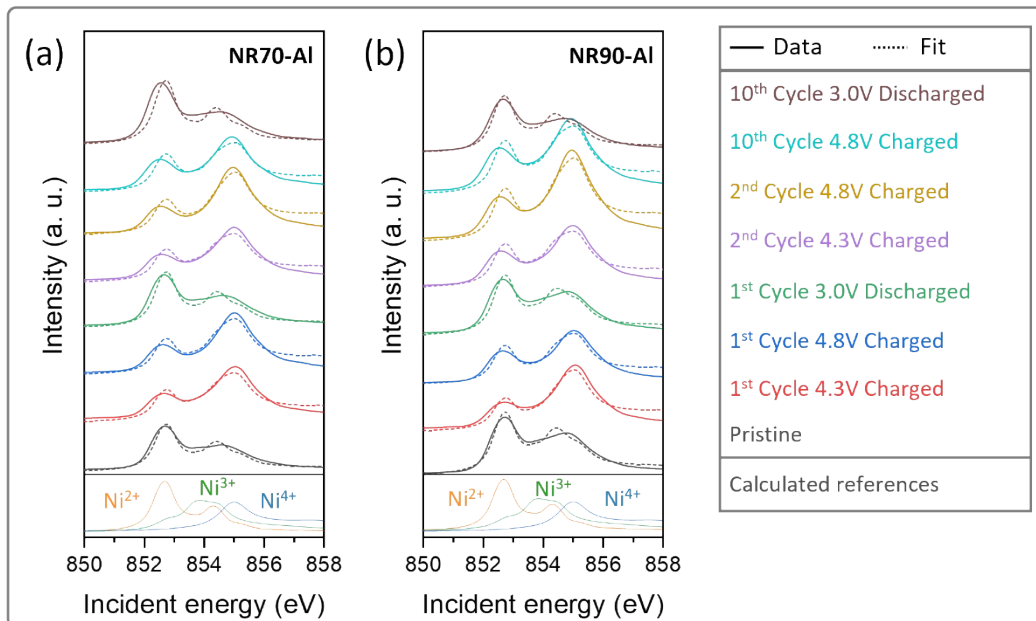 (a)
NR70-Al
Intensity (a. u.)
Ni²⁺
Ni³⁺
Ni⁴⁺
850 852 854 856 858
Incident energy (eV)
(b)
NR90-Al
Intensity (a. u.)
Ni²⁺
Ni³⁺
Ni⁴⁺
850 852 854 856 858
Incident energy (eV)
Data Fit
10th Cycle 3.0V Discharged
10th Cycle 4.8V Charged
2nd Cycle 4.8V Charged
2nd Cycle 4.3V Charged
1st Cycle 3.0V Discharged
1st Cycle 4.8V Charged
1st Cycle 4.3V Charged
Pristine
Calculated references